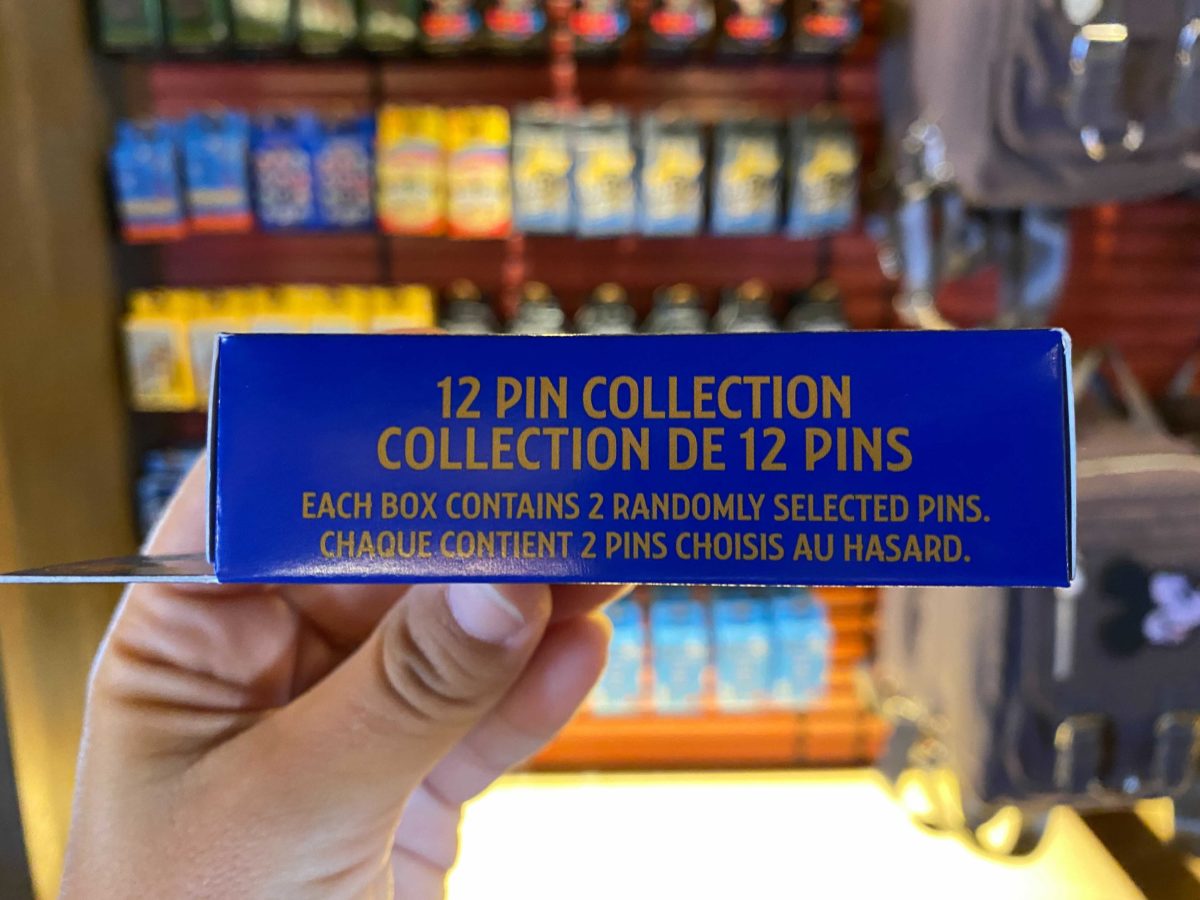 12 PIN COLLECTION
COLLECTION DE 12 PINS
EACH BOX CONTAINS 2 RANDOMLY SELECTED PINS.
CHAQUE CONTIENT 2 PINS CHOISIS AU HASARD.